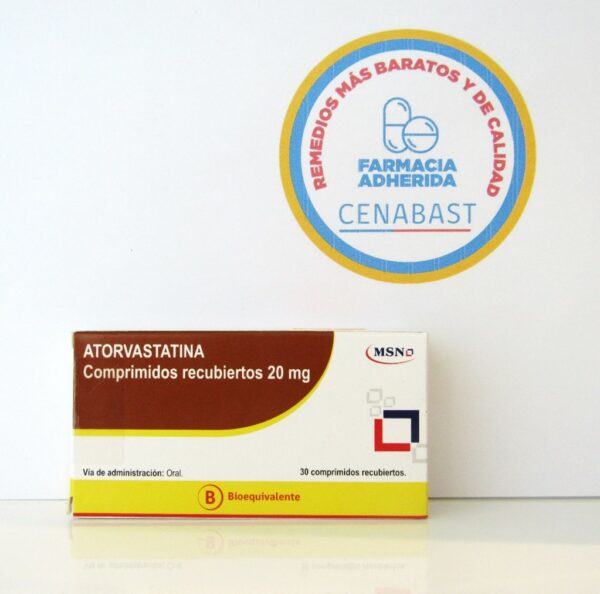 REMEDIOS MÁS BARATOS Y DE CALIDAD
FARMACIA
ADHERIDA
CENABAST
ATORVASTATINA
Comprimidos recubiertos 20 mg
MSN
Vía de administración: Oral.
30 comprimidos recubiertos.
B Bioequivalente